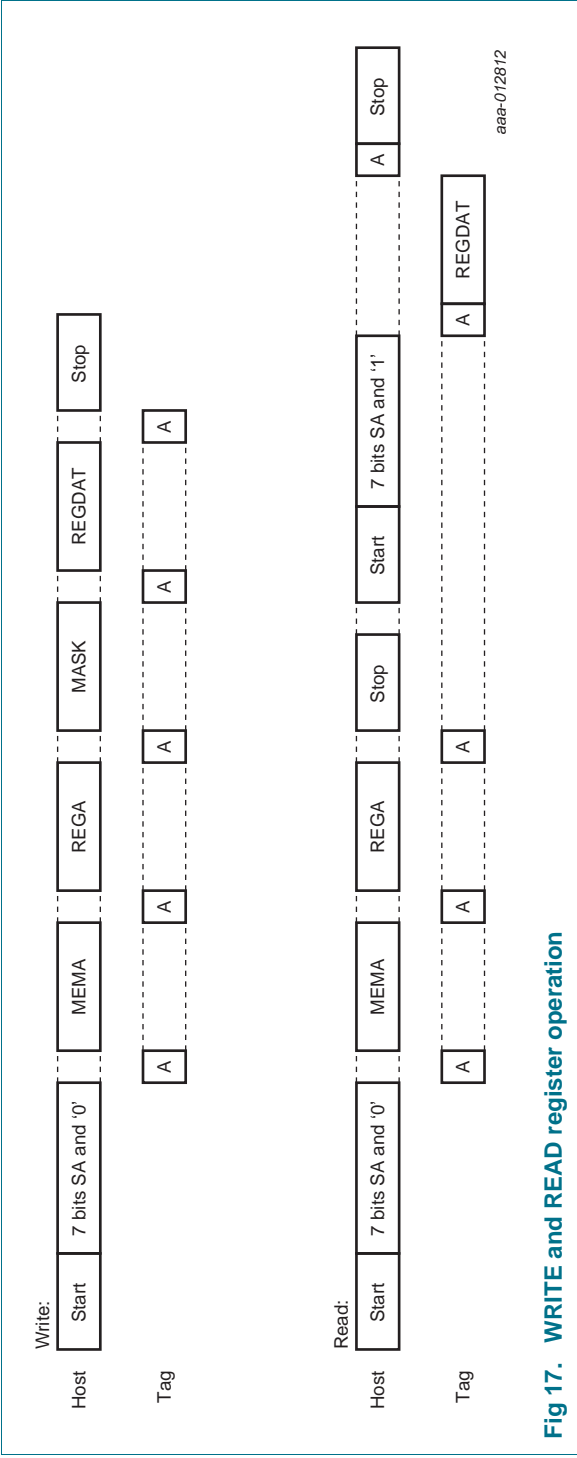 Write:
Host Start 7 bits SA and ‘0’ MEMA REGA MASK REGDAT Stop
Tag A A A A A
Read:
Host Start 7 bits SA and ‘0’ MEMA REGA Stop Start 7 bits SA and ‘1’ A Stop
Tag A A A A REGDAT
aaa-012812
Fig 17. WRITE and READ register operation